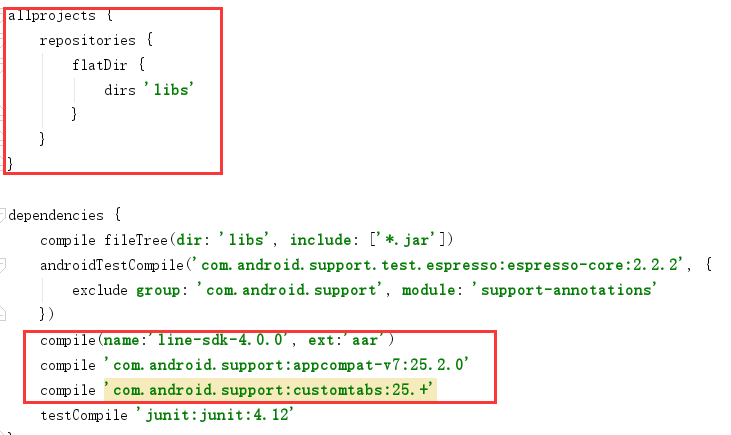 allprojects {
repositories {
flatDir {
dirs 'libs'
}
}
}
dependencies {
compile fileTree(dir: 'libs', include: ['*.jar'])
androidTestCompile('com.android.support.test.espresso:espresso-core:2.2.2', {
exclude group: 'com.android.support', module: 'support-annotations'
})
compile(name:'line-sdk-4.0.0', ext:'aar')
compile 'com.android.support:appcompat-v7:25.2.0'
compile 'com.android.support:customtabs:25.+'
testCompile 'junit:junit:4.12'
}